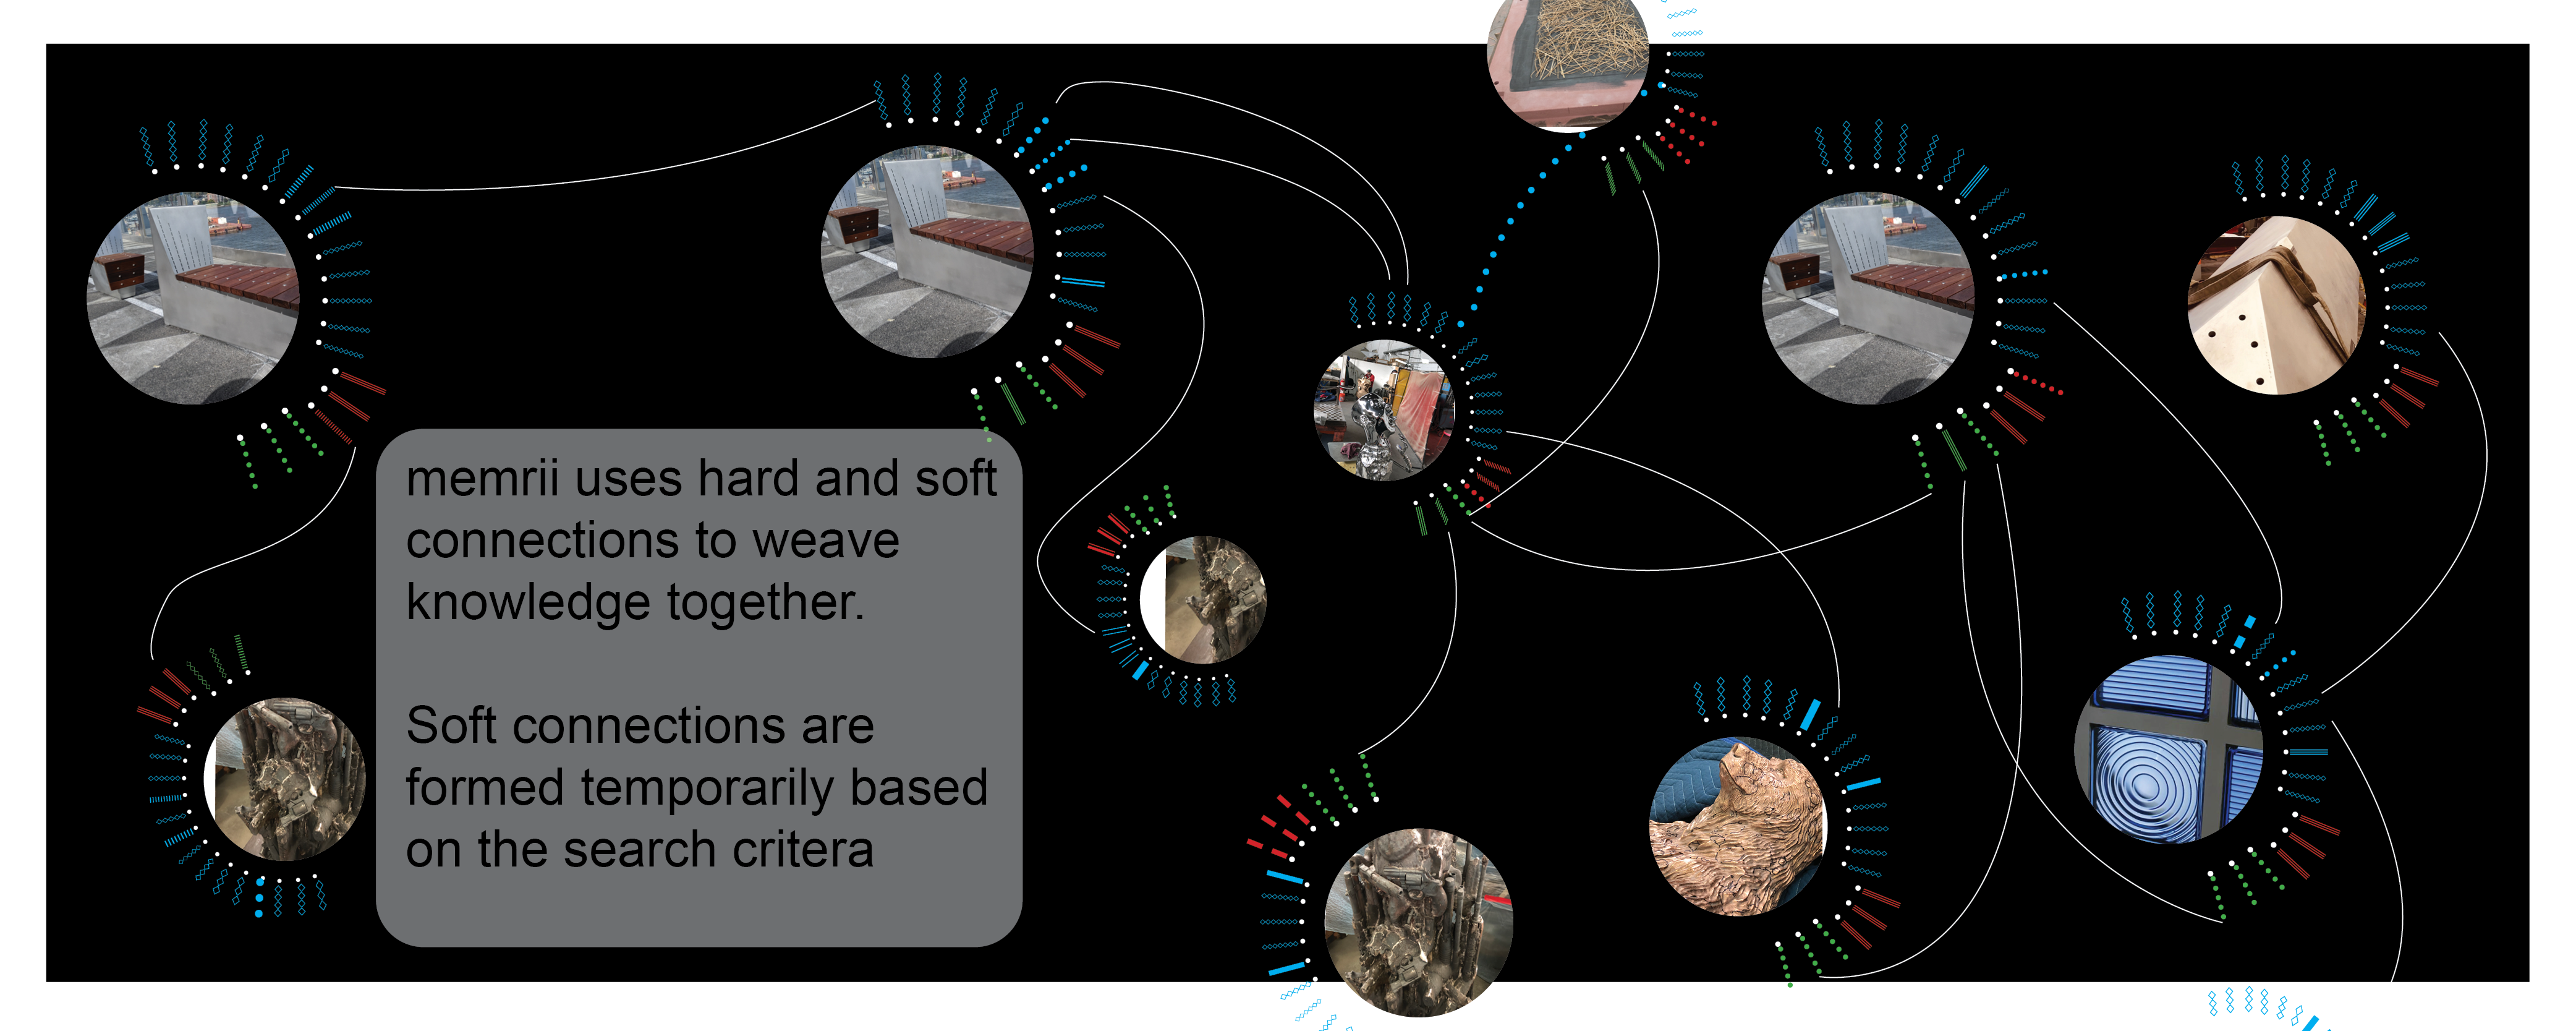 memrii uses hard and soft
connections to weave
knowledge together.
Soft connections are
formed temporarily based
on the search critera